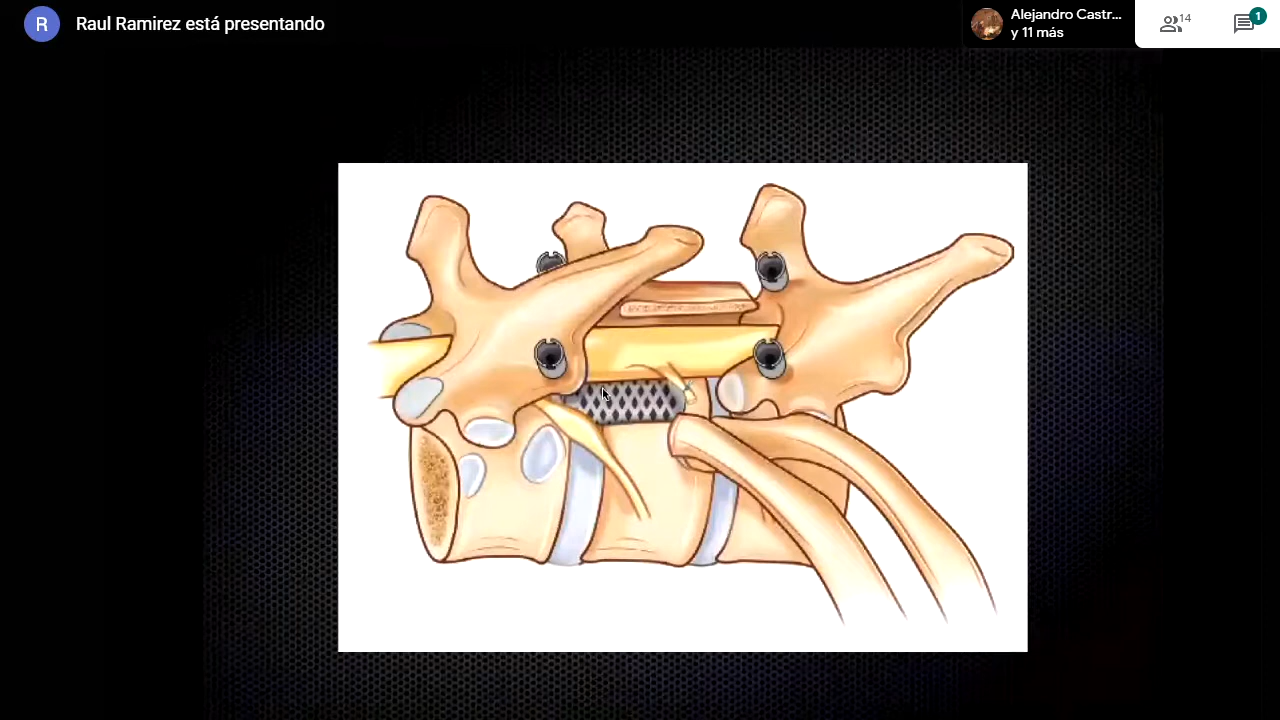 R
Raul Ramirez está presentando
Alejandro Castr...
y 11 más
14
1